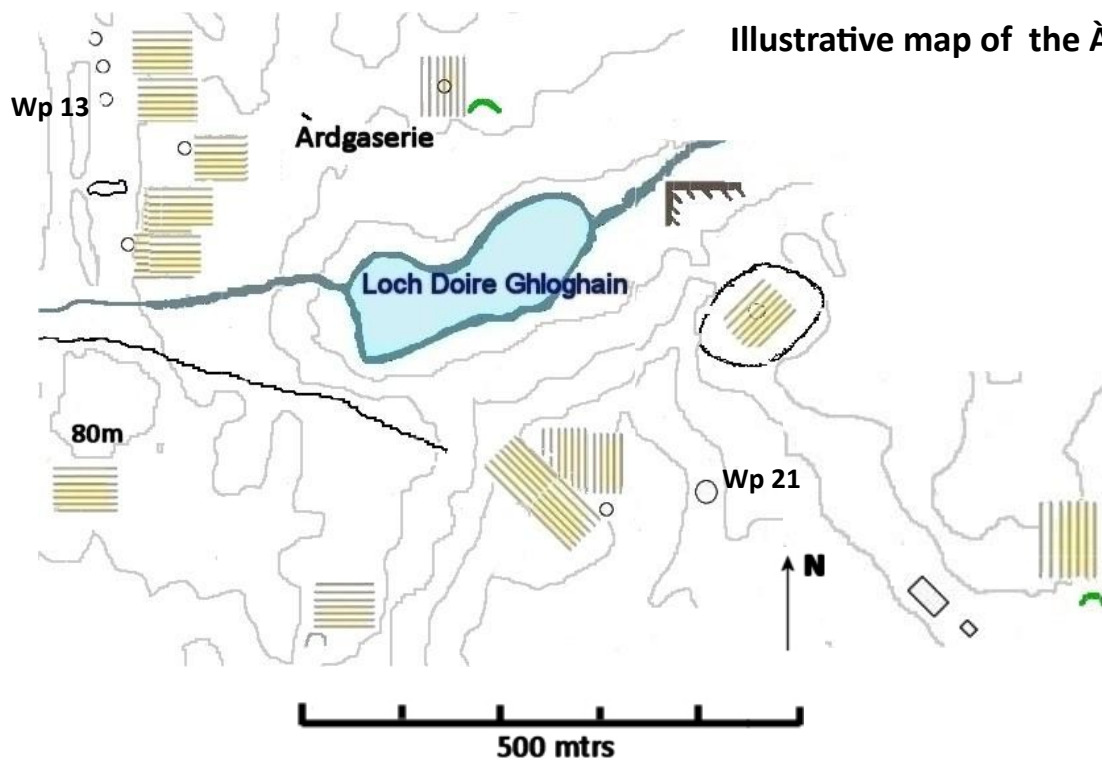 Illustrative map of the À
Wp 13
Àrdgaserie
Loch Doire Ghloghain
80m
Wp 21
N
500 mtrs